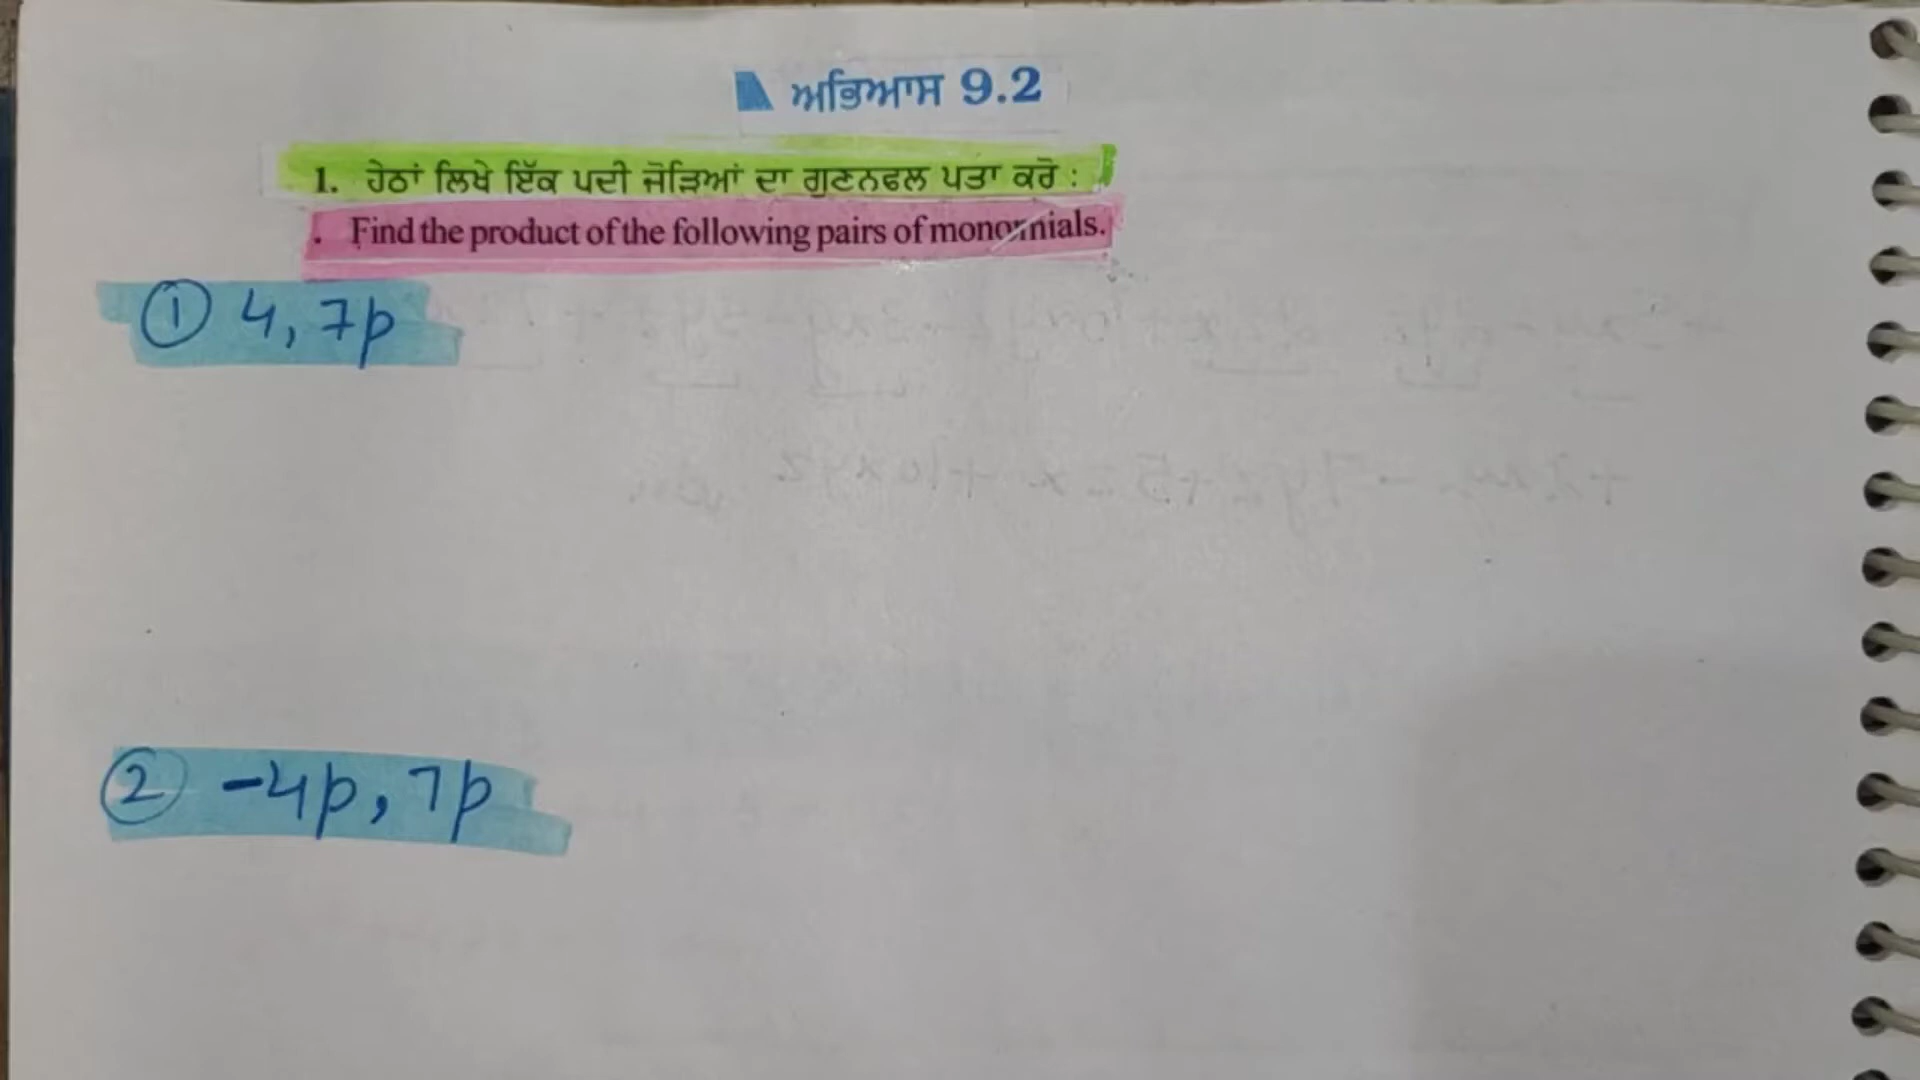 ਅਭਿਆਸ 9.2
1. ਹੇਠਾਂ ਲਿਖੇ ਇੱਕ ਪਦੀ ਜੋੜਿਆਂ ਦਾ ਗੁਣਨਫਲ ਪਤਾ ਕਰੋ :
. Find the product of the following pairs of monomials.
① 4, 7p
② -4p, 7p